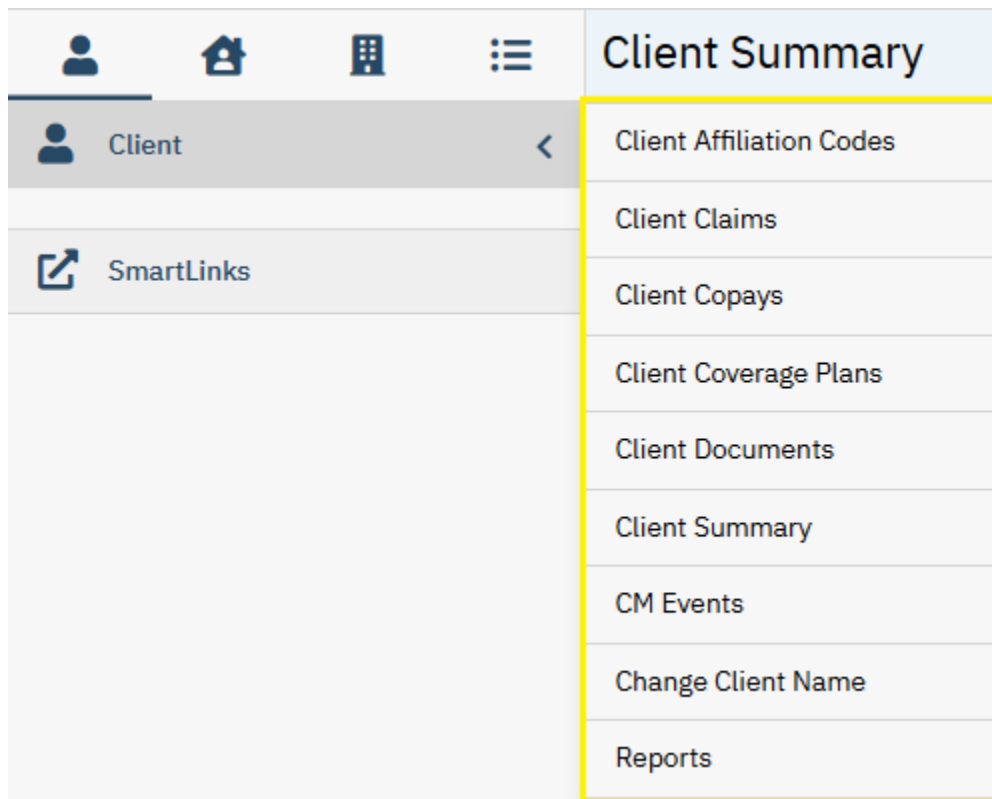 Client Summary
Client
SmartLinks
Client Affiliation Codes
Client Claims
Client Copays
Client Coverage Plans
Client Documents
Client Summary
CM Events
Change Client Name
Reports